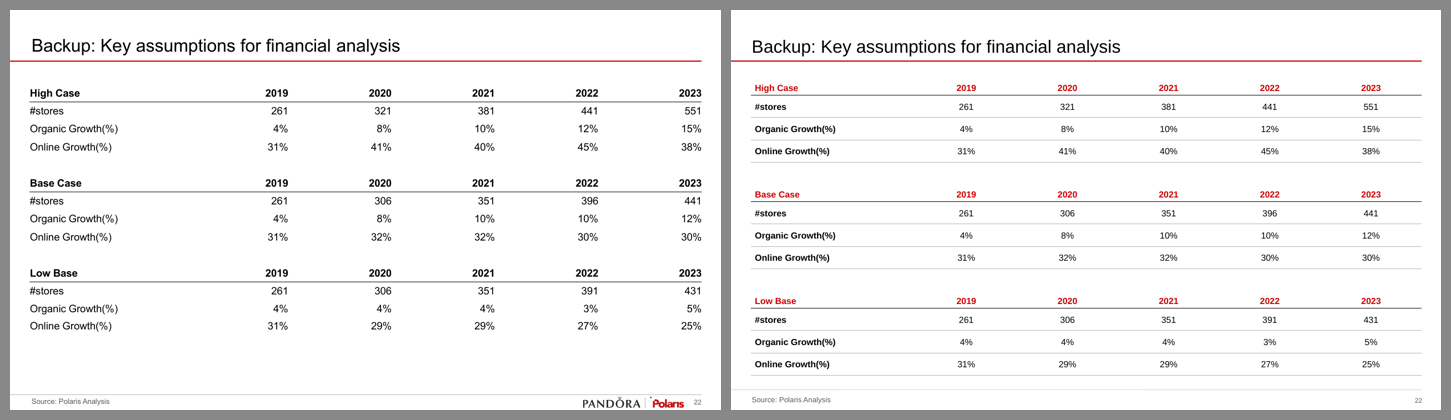 Backup: Key assumptions for financial analysis
High Case 2019 2020 2021 2022 2023
#stores 261 321 381 441 551
Organic Growth(%) 4% 8% 10% 12% 15%
Online Growth(%) 31% 41% 40% 45% 38%
Base Case 2019 2020 2021 2022 2023
#stores 261 306 351 396 441
Organic Growth(%) 4% 8% 10% 10% 12%
Online Growth(%) 31% 32% 32% 30% 30%
Low Base 2019 2020 2021 2022 2023
#stores 261 306 351 391 431
Organic Growth(%) 4% 4% 4% 3% 5%
Online Growth(%) 31% 29% 29% 27% 25%
Source: Polaris Analysis PANDÖRA Polaris 22
Backup: Key assumptions for financial analysis
High Case 2019 2020 2021 2022 2023
#stores 261 321 381 441 551
Organic Growth(%) 4% 8% 10% 12% 15%
Online Growth(%) 31% 41% 40% 45% 38%
Base Case 2019 2020 2021 2022 2023
#stores 261 306 351 396 441
Organic Growth(%) 4% 8% 10% 10% 12%
Online Growth(%) 31% 32% 32% 30% 30%
Low Base 2019 2020 2021 2022 2023
#stores 261 306 351 391 431
Organic Growth(%) 4% 4% 4% 3% 5%
Online Growth(%) 31% 29% 29% 27% 25%
Source: Polaris Analysis 22